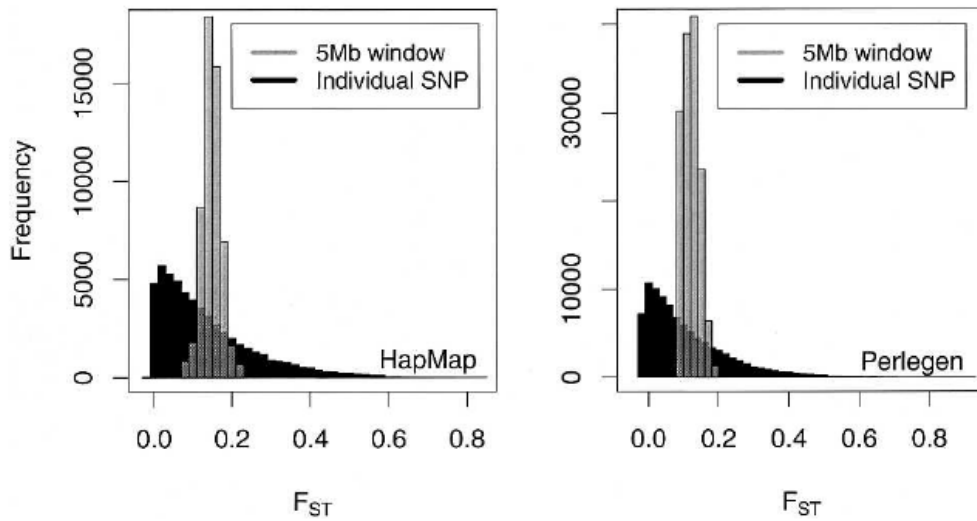 5Mb window
Individual SNP
Frequency
15000
10000
5000
0
HapMap
0.0 0.2 0.4 0.6 0.8
F_ST
5Mb window
Individual SNP
30000
10000
0
Perlegen
0.0 0.2 0.4 0.6 0.8
F_ST